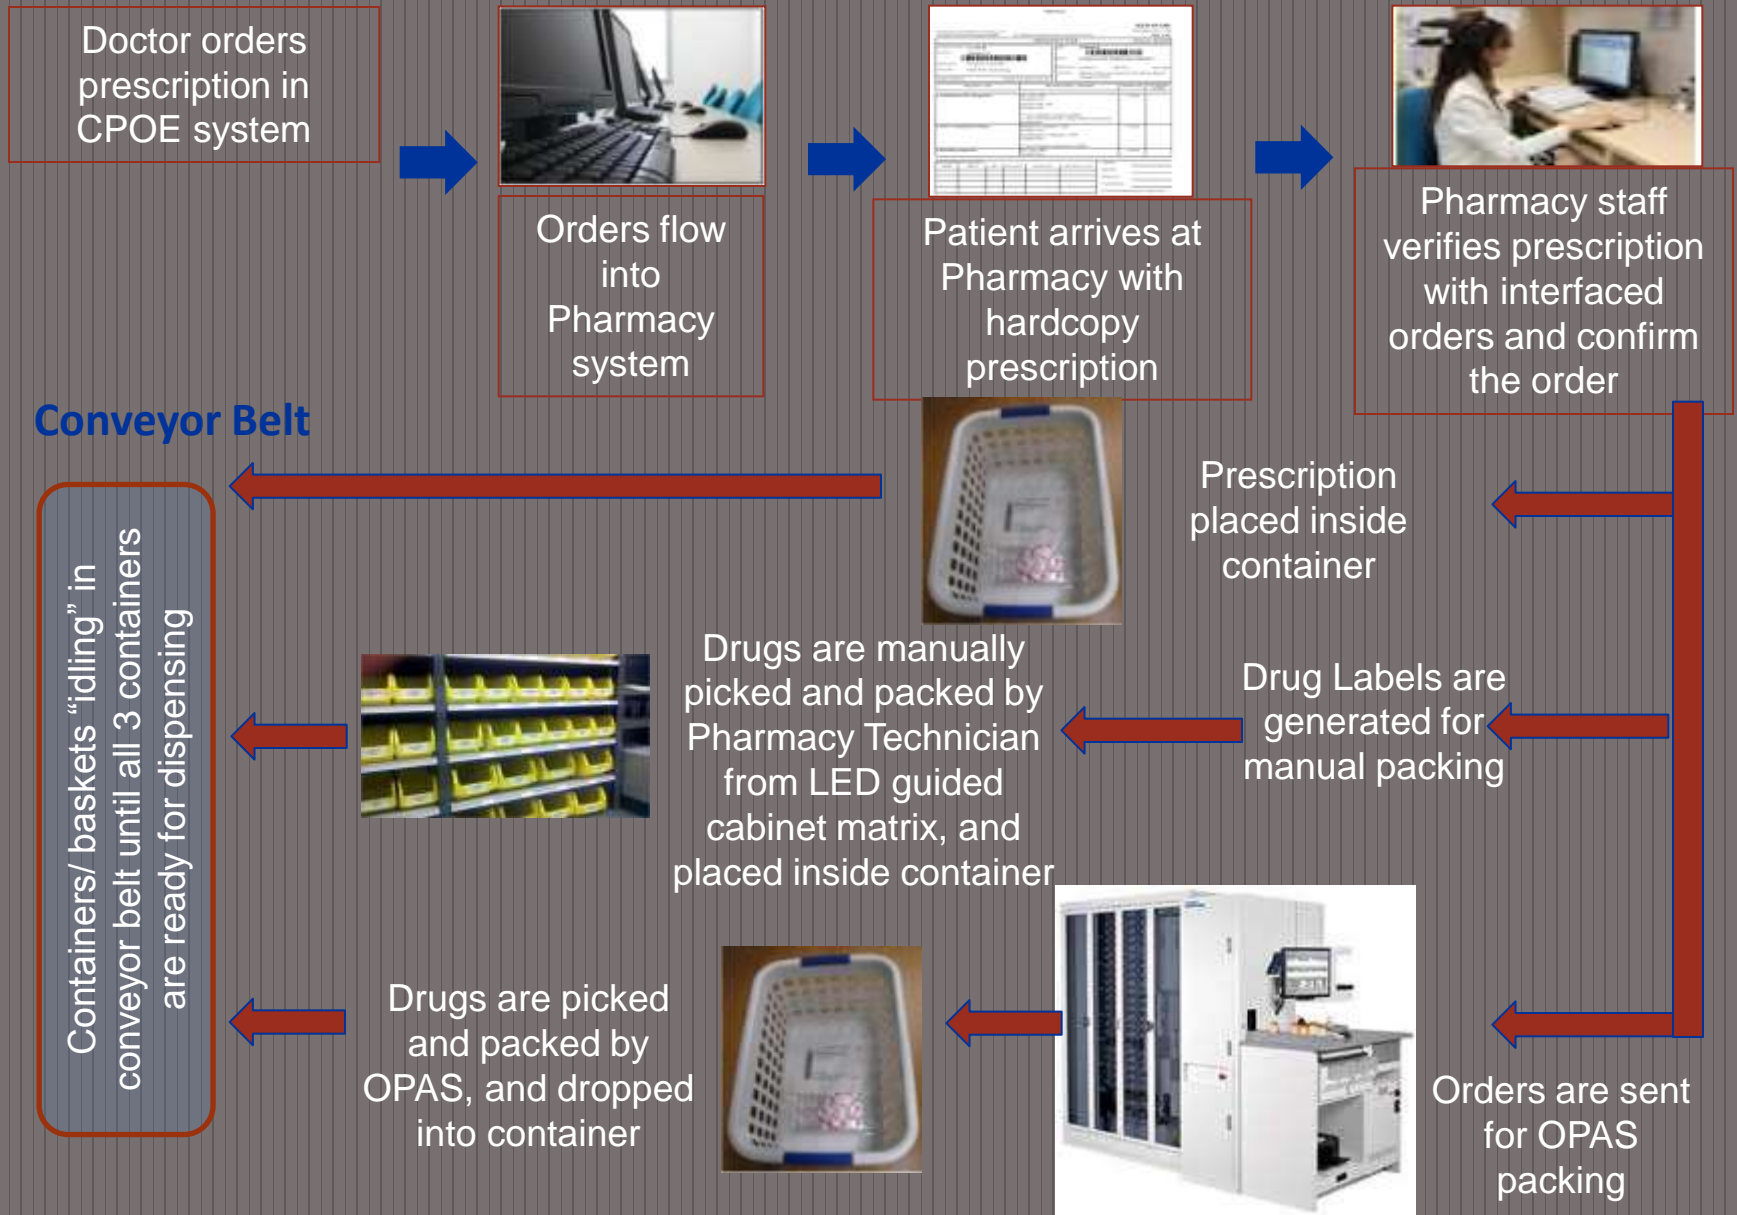 Doctor orders
prescription in
CPOE system
Orders flow
into
Pharmacy
system
Patient arrives at
Pharmacy with
hardcopy
prescription
Pharmacy staff
verifies prescription
with interfaced
orders and confirm
the order
Conveyor Belt
Containers/ baskets “idling” in
conveyor belt until all 3 containers
are ready for dispensing
Prescription
placed inside
container
Drugs are manually
picked and packed by
Pharmacy Technician
from LED guided
cabinet matrix, and
placed inside container
Drug Labels are
generated for
manual packing
Drugs are picked
and packed by
OPAS, and dropped
into container
Orders are sent
for OPAS
packing